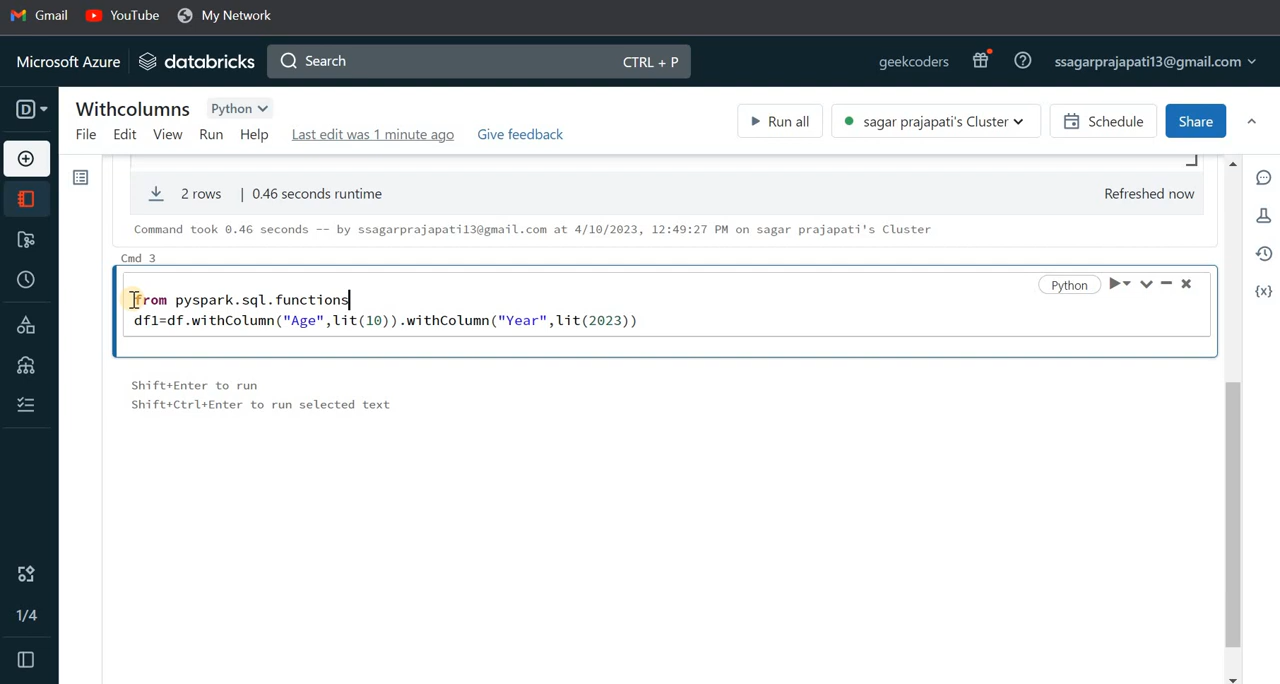 Gmail YouTube My Network
Microsoft Azure databricks Search CTRL + P geekcoders ssagarprajapati13@gmail.com
D Withcolumns Python
File Edit View Run Help Last edit was 1 minute ago Give feedback Run all sagar prajapati's Cluster Schedule Share
2 rows | 0.46 seconds runtime Refreshed now
Command took 0.46 seconds -- by ssagarprajapati13@gmail.com at 4/10/2023, 12:49:27 PM on sagar prajapati's Cluster
Cmd 3
Python
from pyspark.sql.functions
df1=df.withColumn("Age",lit(10)).withColumn("Year",lit(2023))
Shift+Enter to run
Shift+Ctrl+Enter to run selected text
{x}
1/4